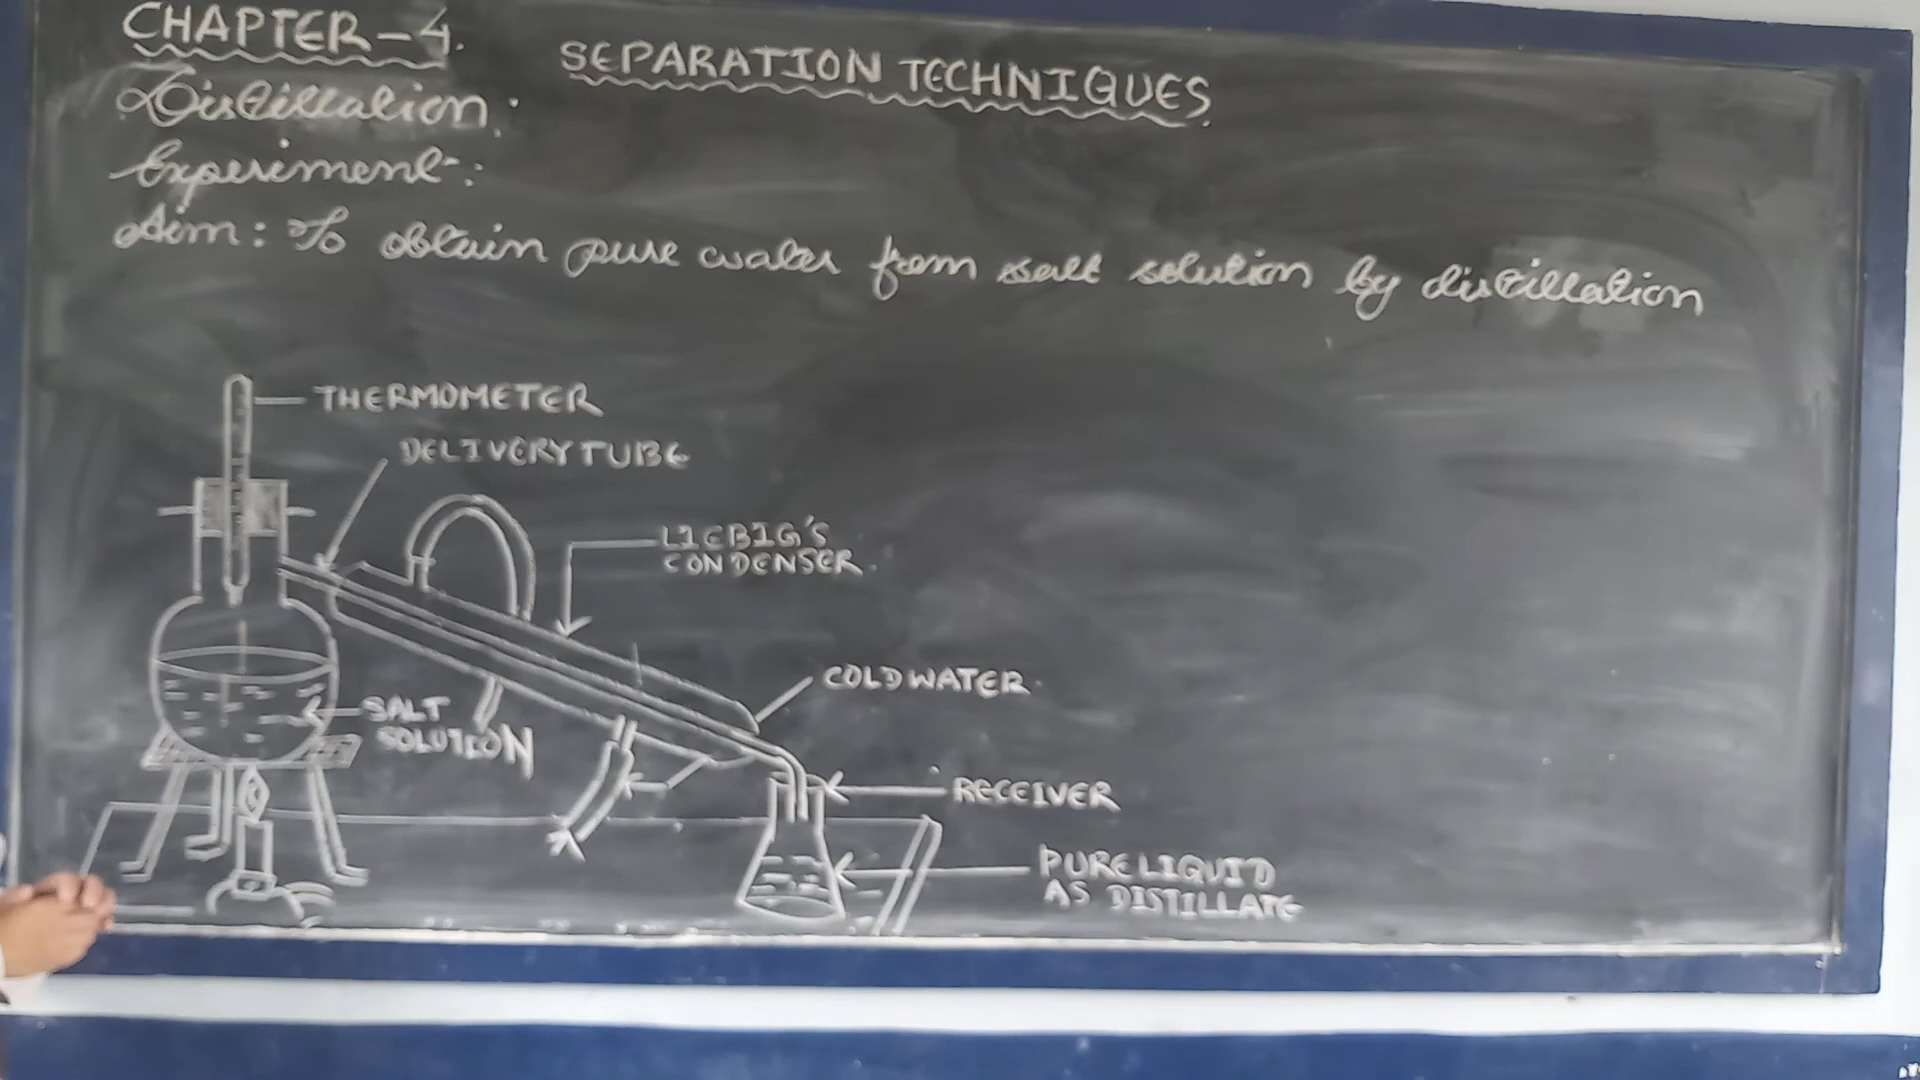 CHAPTER-4.
SEPARATION TECHNIQUES.
Distillation:
Experiment:
Aim: To obtain pure water from salt solution by distillation
THERMOMETER
DELIVERY TUBE
LIEBIG'S
CONDENSER.
COLD WATER.
SALT
SOLUTION
RECEIVER
PURE LIQUID
AS DISTILLATE